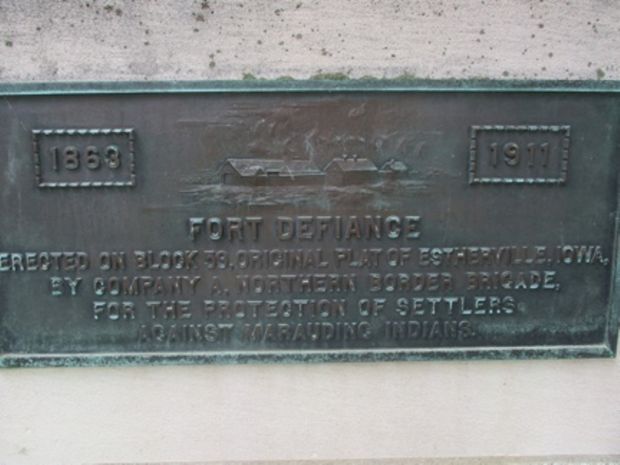 1863
1911
FORT DEFIANCE
ERECTED ON BLOCK 59, ORIGINAL PLAT OF ESTHERVILLE, IOWA,
BY COMPANY A, NORTHERN BORDER BRIGADE,
FOR THE PROTECTION OF SETTLERS
AGAINST MARAUDING INDIANS.